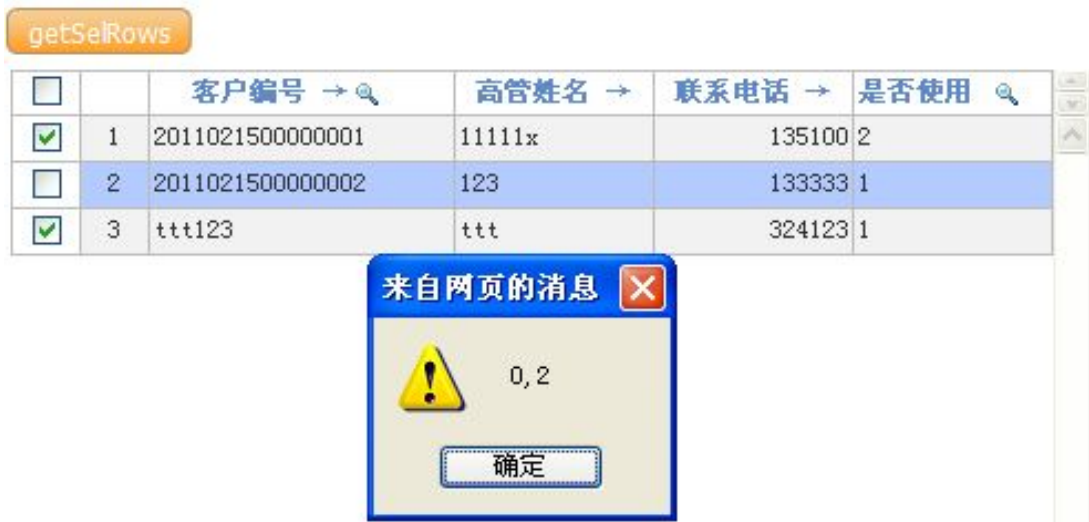 getSelRows
客户编号 → 高管姓名 → 联系电话 → 是否使用
1 2011021500000001 11111x 135100 2
2 2011021500000002 123 133333 1
3 ttt123 ttt 324123 1
来自网页的消息
0,2
确定